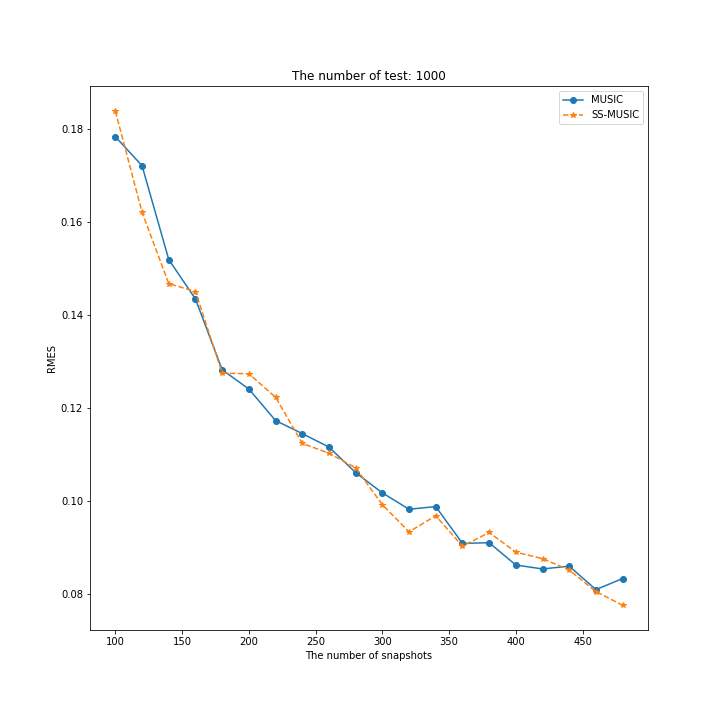 The number of test: 1000
MUSIC
SS-MUSIC
RMES
0.18
0.16
0.14
0.12
0.10
0.08
100 150 200 250 300 350 400 450
The number of snapshots